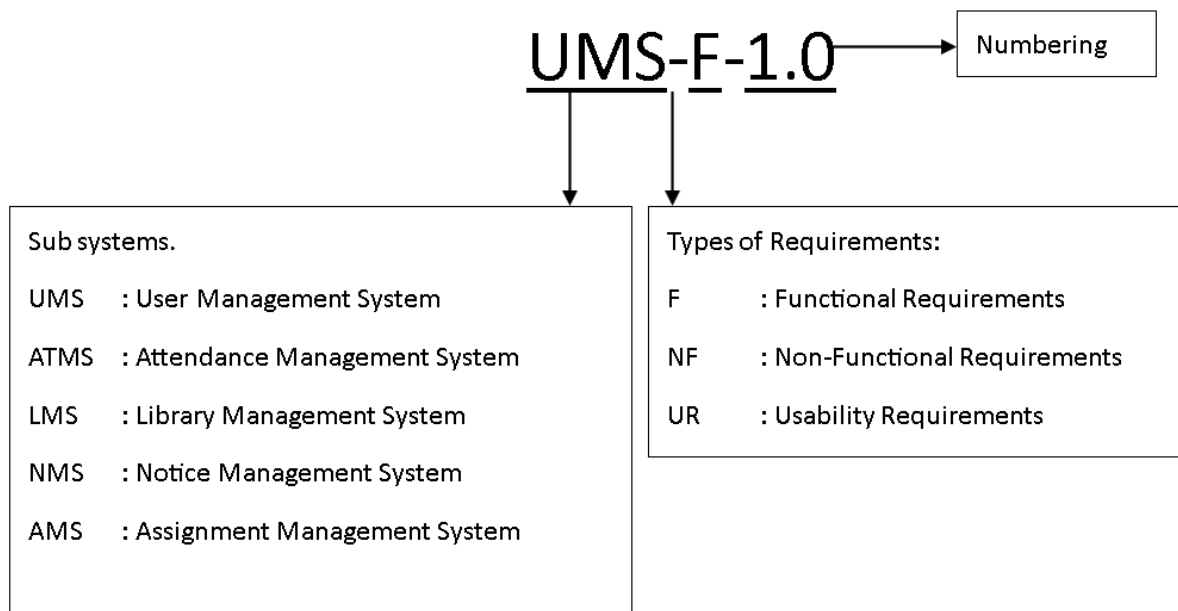 UMS-F-1.0
Numbering
Sub systems.
UMS : User Management System
ATMS : Attendance Management System
LMS : Library Management System
NMS : Notice Management System
AMS : Assignment Management System
Types of Requirements:
F : Functional Requirements
NF : Non-Functional Requirements
UR : Usability Requirements